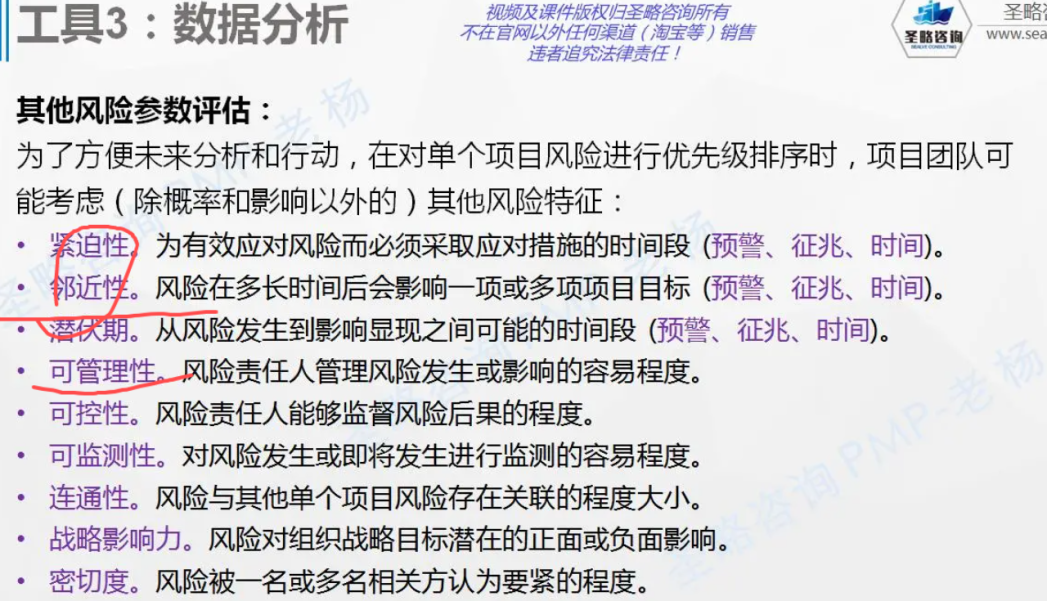 工具3：数据分析
视频及课件版权归圣略咨询所有
不在官网以外任何渠道（淘宝等）销售
违者追究法律责任！
圣略咨询
圣略
www.sea
其他风险参数评估：
为了方便未来分析和行动，在对单个项目风险进行优先级排序时，项目团队可
能考虑（除概率和影响以外的）其他风险特征：
• 紧迫性。为有效应对风险而必须采取应对措施的时间段 (预警、征兆、时间)。
• 邻近性。风险在多长时间后会影响一项或多项项目目标 (预警、征兆、时间)。
• 潜伏期。从风险发生到影响显现之间可能的时间段 (预警、征兆、时间)。
• 可管理性。风险责任人管理风险发生或影响的容易程度。
• 可控性。风险责任人能够监督风险后果的程度。
• 可监测性。对风险发生或即将发生进行监测的容易程度。
• 连通性。风险与其他单个项目风险存在关联的程度大小。
• 战略影响力。风险对组织战略目标潜在的正面或负面影响。
• 密切度。风险被一名或多名相关方认为要紧的程度。
圣略咨询 PMP-老杨
圣略咨询 PMP-老杨
圣略咨询 PMP-老杨